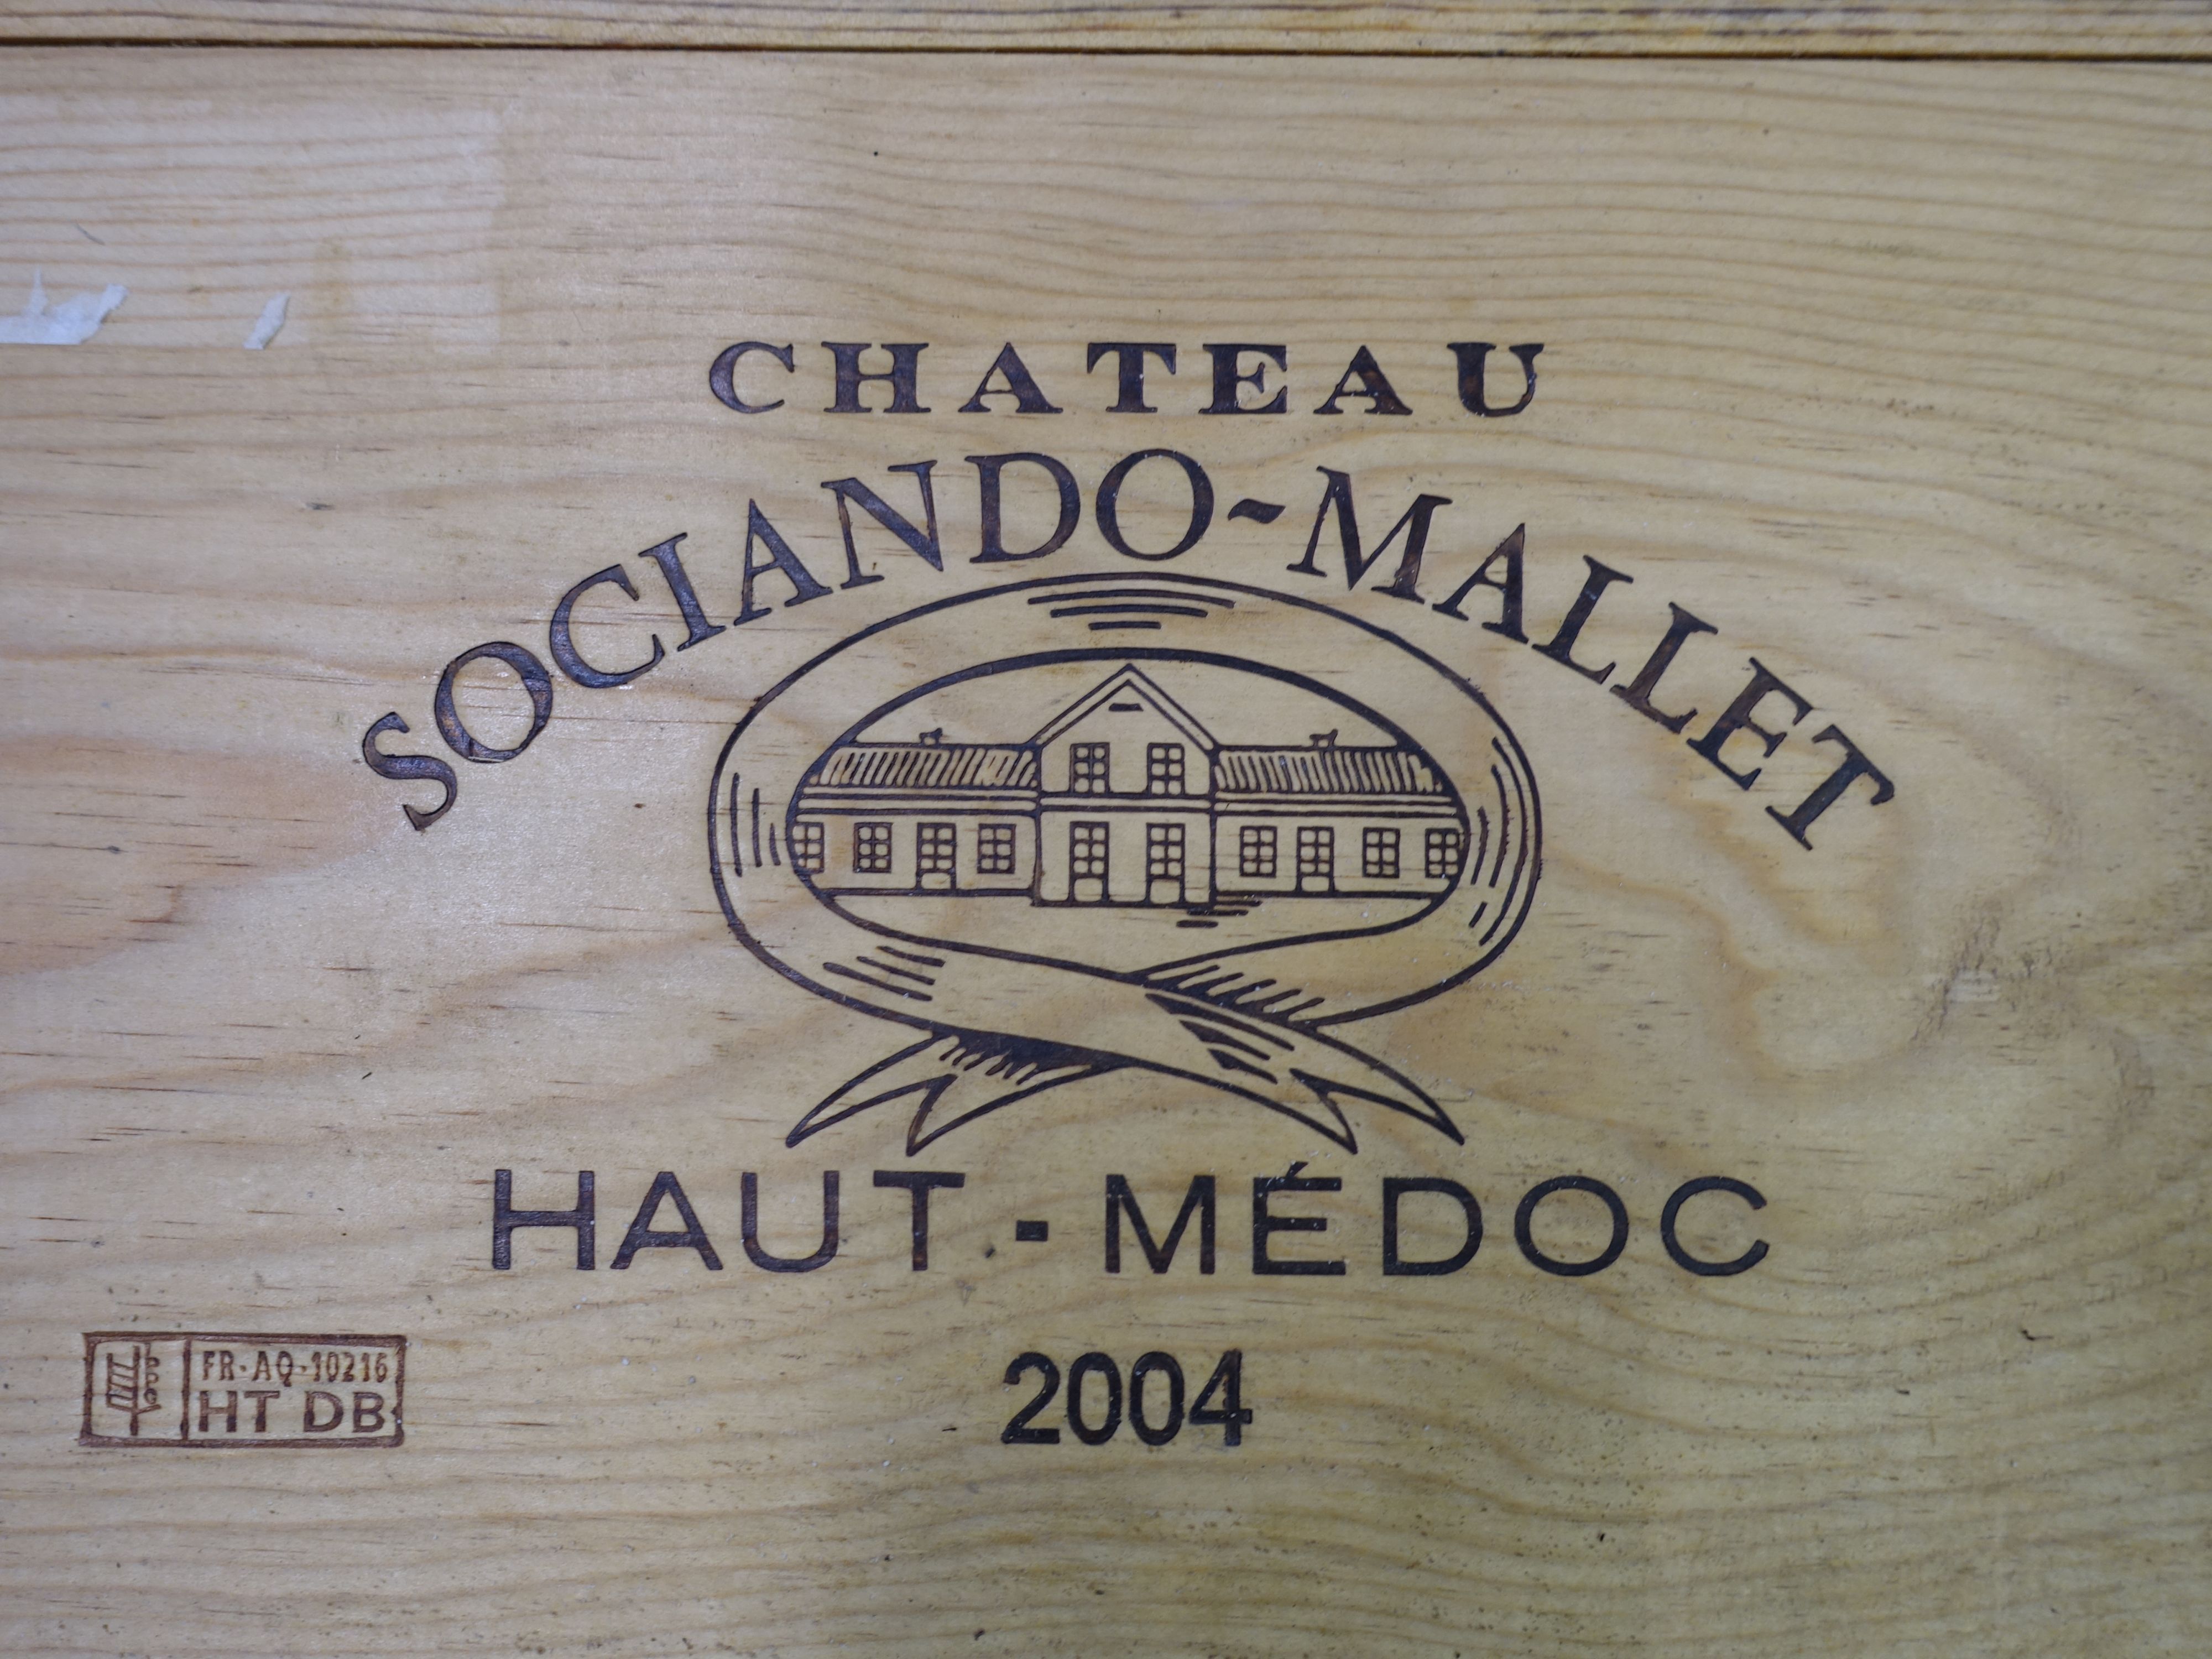 CHATEAU
SOCIANDO-MALLET
HAUT-MÉDOC
2004
FR-AQ-10216
HT DB